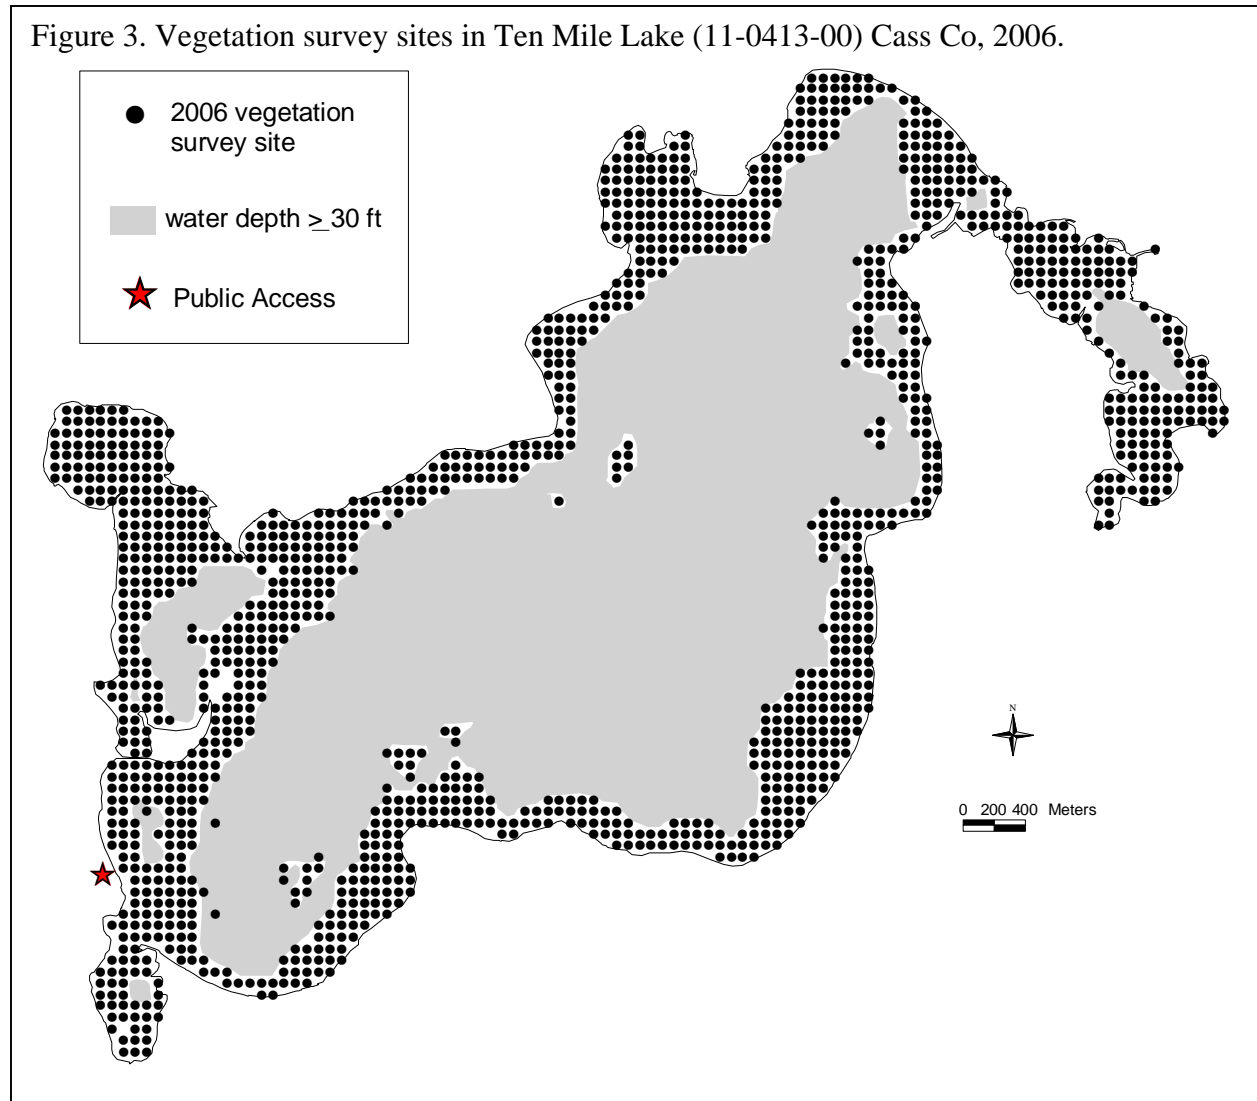 Figure 3. Vegetation survey sites in Ten Mile Lake (11-0413-00) Cass Co, 2006.
2006 vegetation
survey site
water depth ≥ 30 ft
Public Access
N
0 200 400 Meters